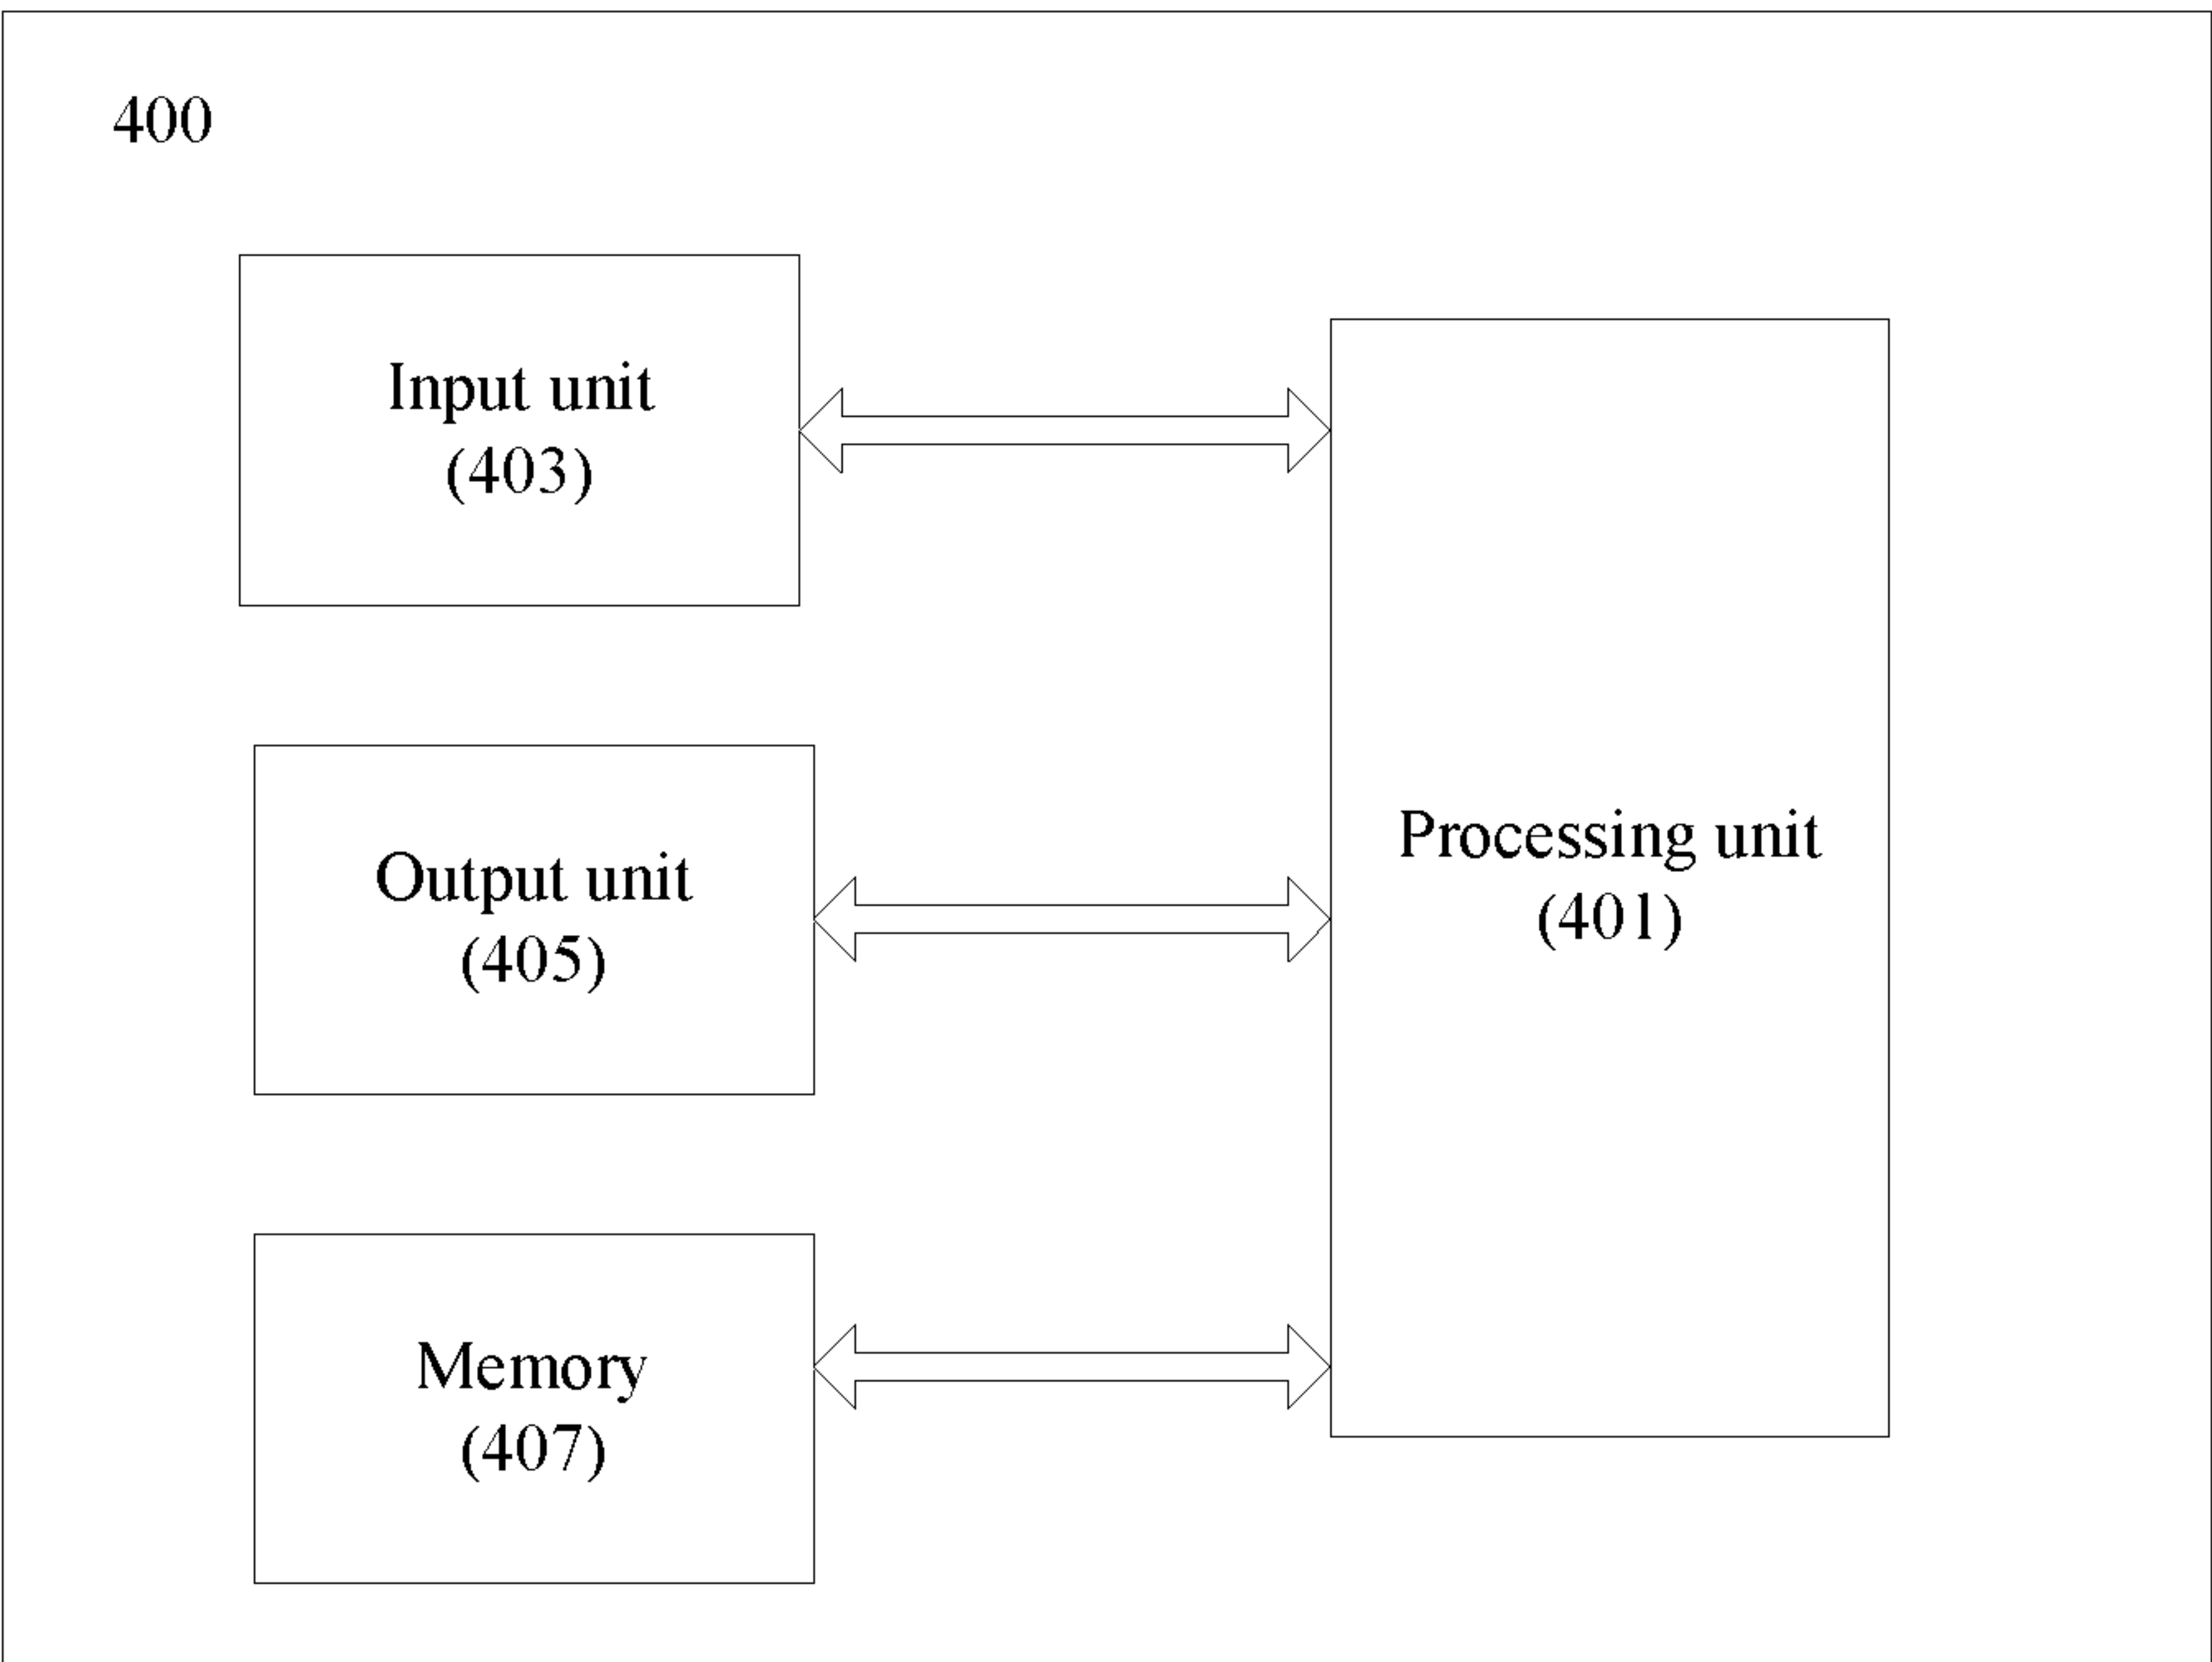 400
Input unit
(403)
Output unit
(405)
Memory
(407)
Processing unit
(401)